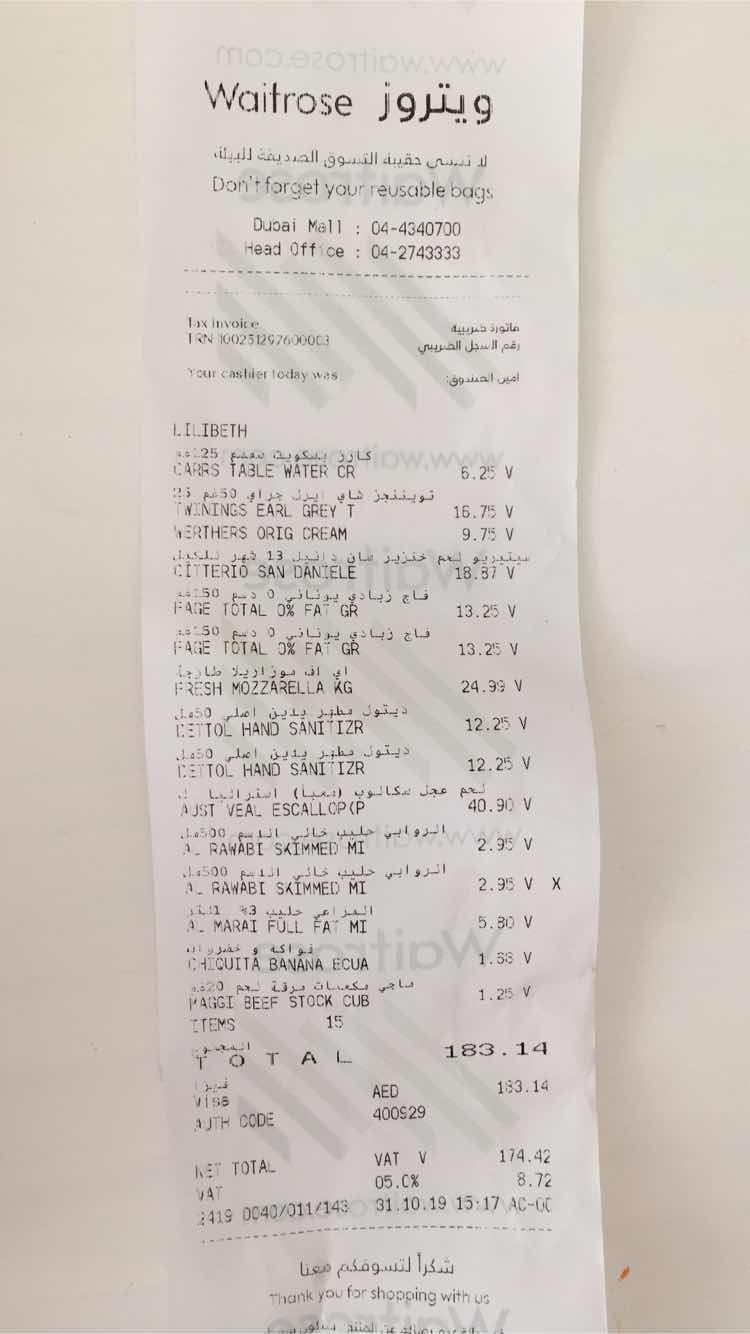 www.waitrose.com
Waitrose ويتروز
لا تنسى حقيبة التسوق الصديقة للبيئة
Don't forget your reusable bags
Dubai Mall : 04-4340700
Head Office : 04-2743333
Tax Invoice فاتورة ضريبية
TRN 100251297600003 رقم السجل الضريبي
Your cashier today was امين الصندوق:
LILIBETH
كارز بسكويت مطعم 125غم
CARRS TABLE WATER CR 6.25 V
تويننجز شاي ايرل جراي 50غم 25
TWININGS EARL GREY T 16.75 V
WERTHERS ORIG CREAM 9.75 V
سيتيريو لحم خنزير سان دانيل 13 شهر
CITTERIO SAN DANIELE 18.87 V
فاج زبادي يوناني 0 دسم 150غم
FAGE TOTAL 0% FAT GR 13.25 V
فاج زبادي يوناني 0 دسم 150غم
FAGE TOTAL 0% FAT GR 13.25 V
اي اف موزاريلا طازجة
FRESH MOZZARELLA KG 24.99 V
ديتول مطهر يدين اصلي 50مل
DETTOL HAND SANITIZR 12.25 V
ديتول مطهر يدين اصلي 50مل
DETTOL HAND SANITIZR 12.25 V
لحم عجل سكالوب استراليا
AUST VEAL ESCALLOP(P 40.90 V
الروابي حليب خالي الدسم 500مل
AL RAWABI SKIMMED MI 2.95 V
الروابي حليب خالي الدسم 500مل
AL RAWABI SKIMMED MI 2.95 V X
المراعي حليب 3% 1لتر
AL MARAI FULL FAT MI 5.80 V
فواكه و خضروات
CHIQUITA BANANA ECUA 1.68 V
ماجي مكعبات مرقة لحم 20غم
MAGGI BEEF STOCK CUB 1.25 V
ITEMS 15
المجموع
TOTAL 183.14
فيزا
Visa AED 183.14
AUTH CODE 400929
NET TOTAL VAT V 174.42
VAT 05.0% 8.72
2419 0040/011/143 31.10.19 15:17 AC-00
شكراً لتسوقكم معنا
Thank you for shopping with us